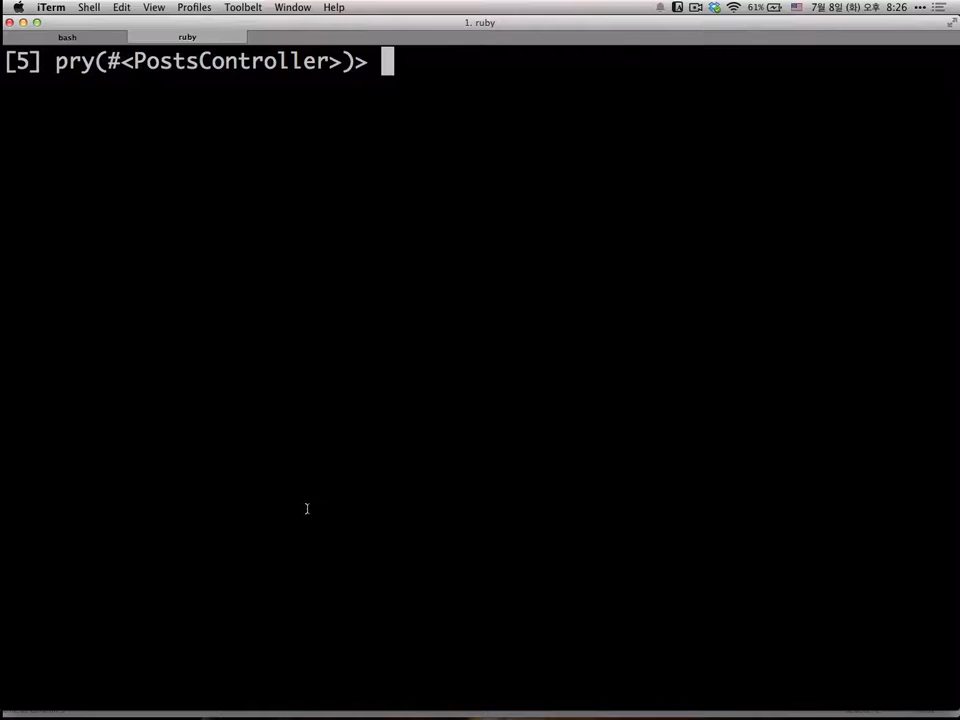 iTerm Shell Edit View Profiles Toolbelt Window Help 61% 7월 8일 (화) 오후 8:26
1. ruby
bash ruby
[5] pry(#<PostsController>)>